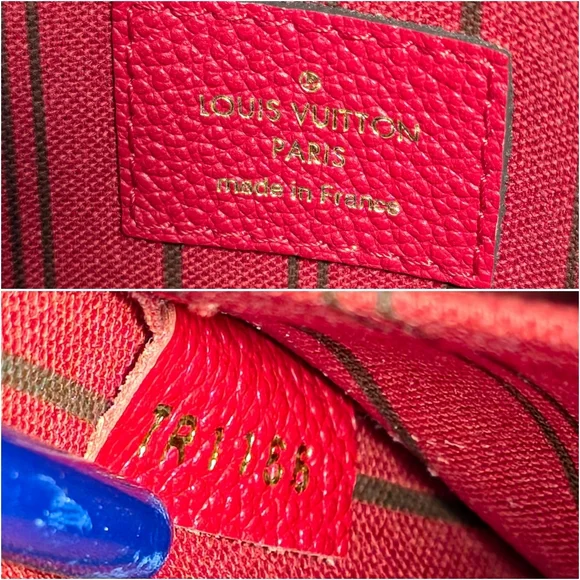 LOUIS VUITTON
PARIS
made in France
TR1166